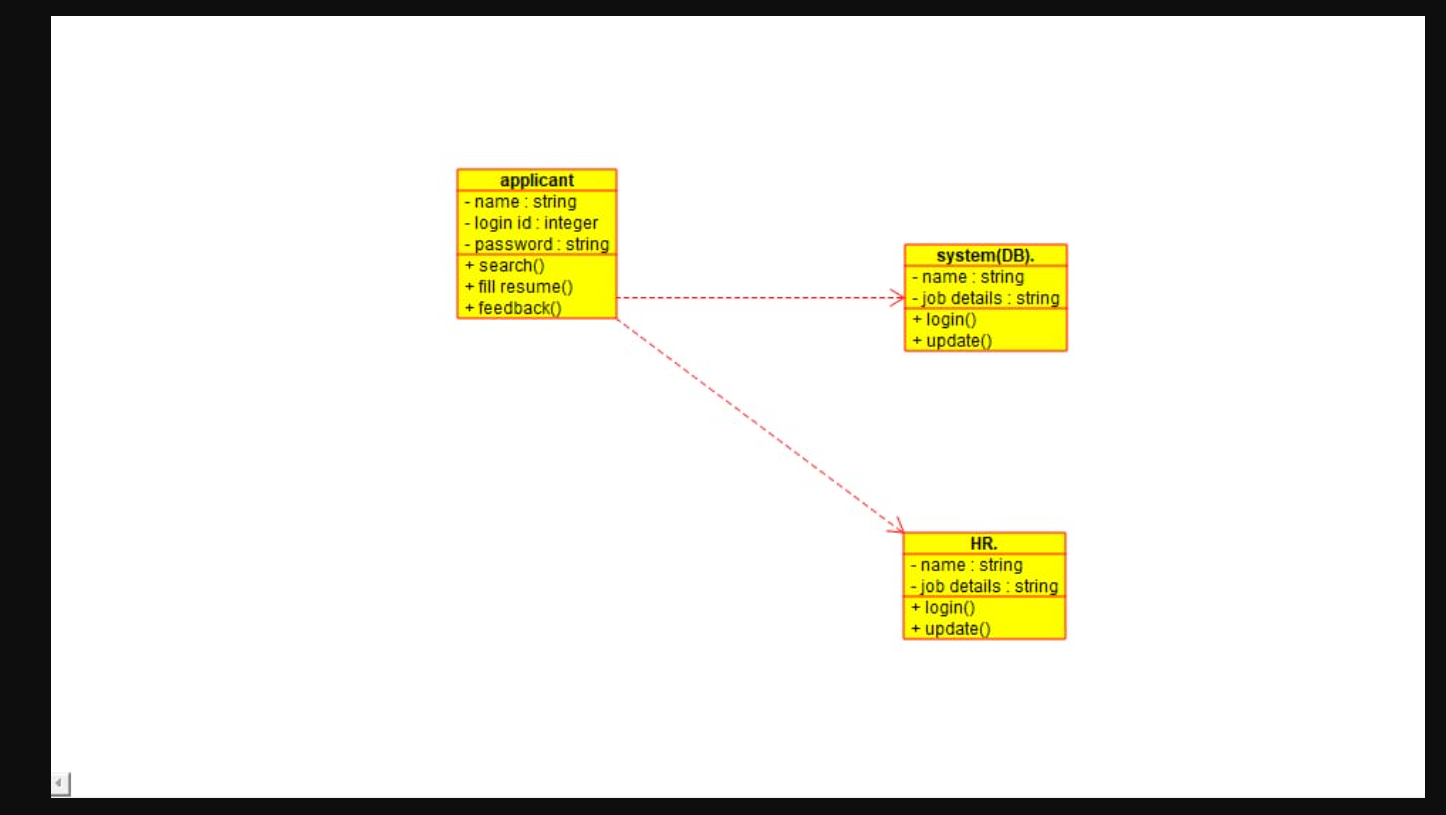 applicant
- name : string
- login id : integer
- password : string
+ search()
+ fill resume()
+ feedback()
system(DB).
- name : string
- job details : string
+ login()
+ update()
HR.
- name : string
- job details : string
+ login()
+ update()